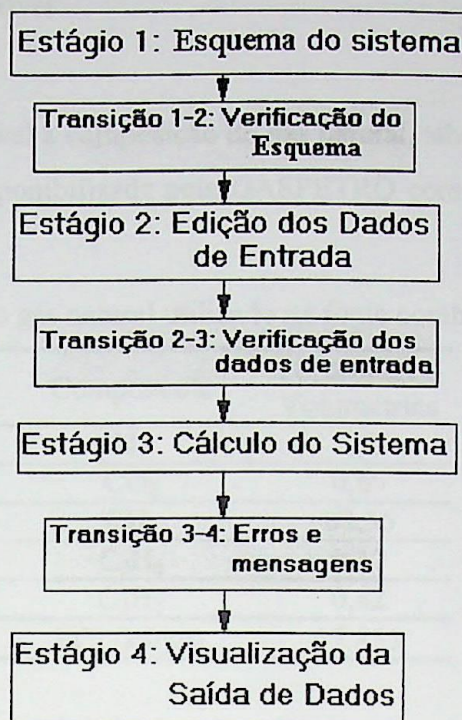 Estágio 1: Esquema do sistema
Transição 1-2: Verificação do
Esquema
Estágio 2: Edição dos Dados
de Entrada
Transição 2-3: Verificação dos
dados de entrada
Estágio 3: Cálculo do Sistema
Transição 3-4: Erros e
mensagens
Estágio 4: Visualização da
Saída de Dados